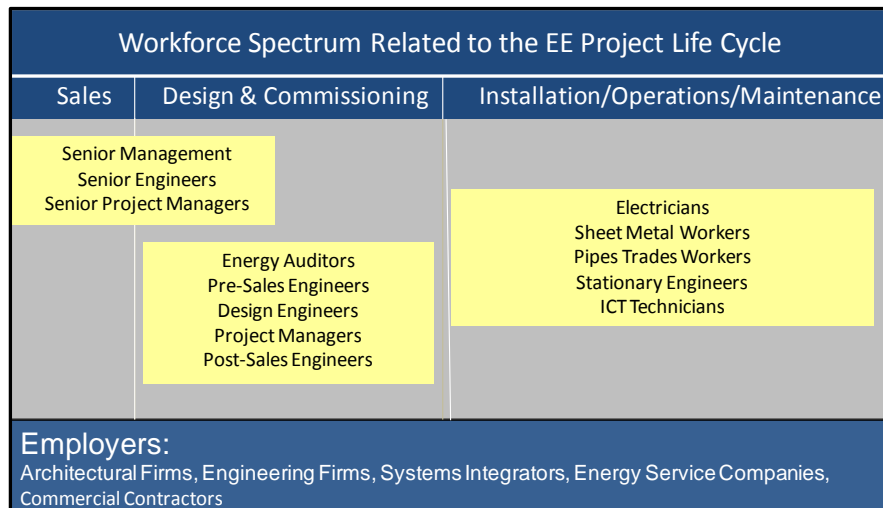 Workforce Spectrum Related to the EE Project Life Cycle
Sales
Design & Commissioning
Installation/Operations/Maintenance
Senior Management
Senior Engineers
Senior Project Managers
Energy Auditors
Pre-Sales Engineers
Design Engineers
Project Managers
Post-Sales Engineers
Electricians
Sheet Metal Workers
Pipes Trades Workers
Stationary Engineers
ICT Technicians
Employers:
Architectural Firms, Engineering Firms, Systems Integrators, Energy Service Companies,
Commercial Contractors